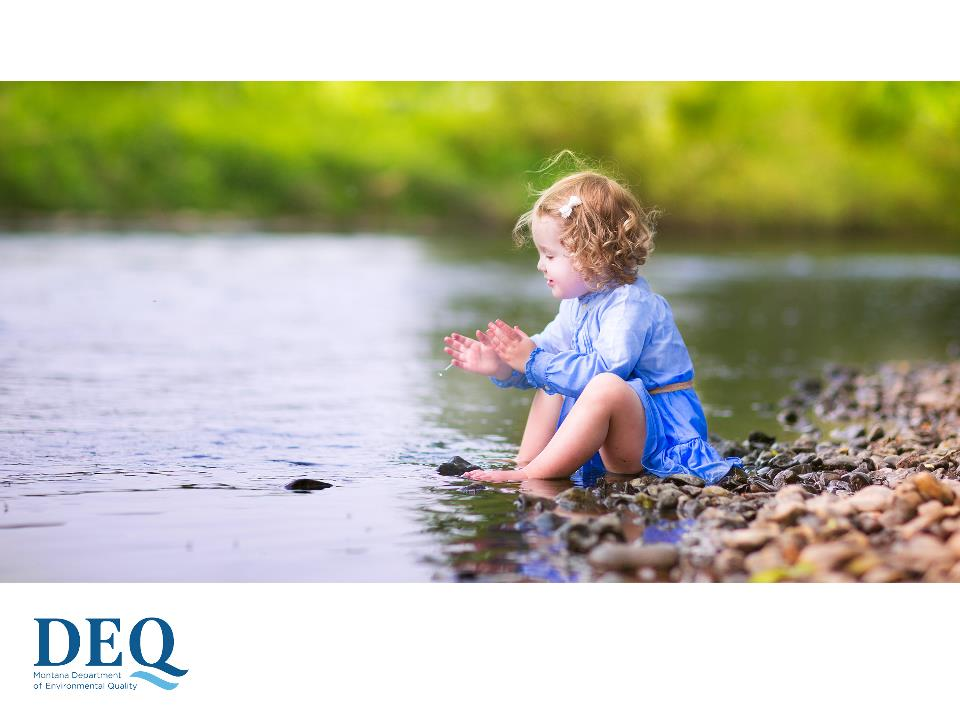 DEQ
Montana Department
of Environmental Quality